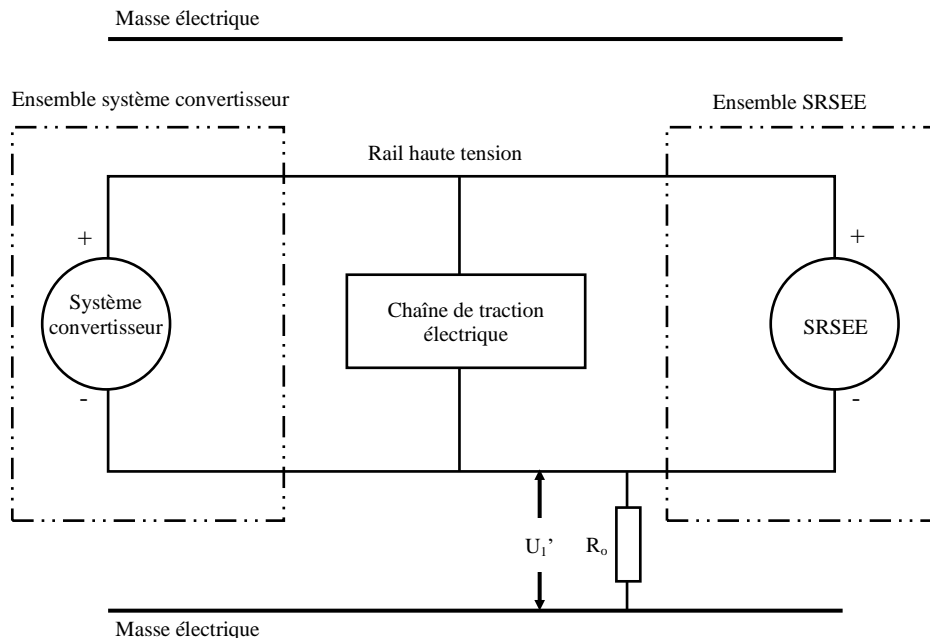 Masse électrique
Ensemble système convertisseur
Ensemble SRSEE
Rail haute tension
+
+
Système
convertisseur
Chaîne de traction
électrique
SRSEE
-
-
U₁’
Rₒ
Masse électrique